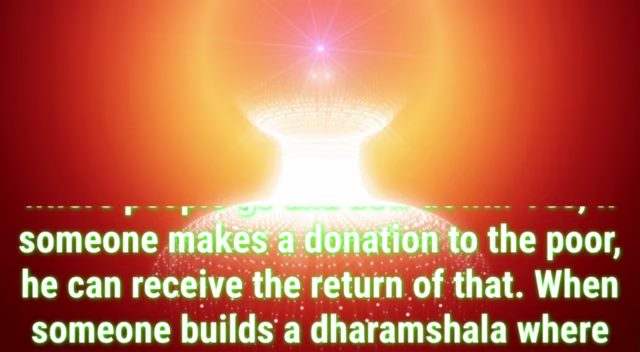 someone makes a donation to the poor,
he can receive the return of that. When
someone builds a dharamshala where